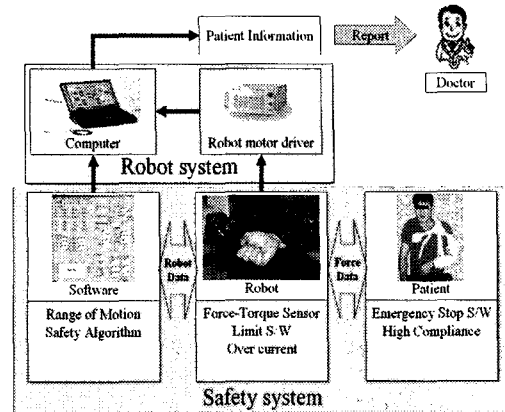 Patient Information
Report
Doctor
Computer
Robot motor driver
Robot system
Software
Robot Data
Robot
Force Data
Patient
Range of Motion
Safety Algorithm
Force-Torque Sensor
Limit S/W
Over current
Emergency Stop S/W
High Compliance
Safety system